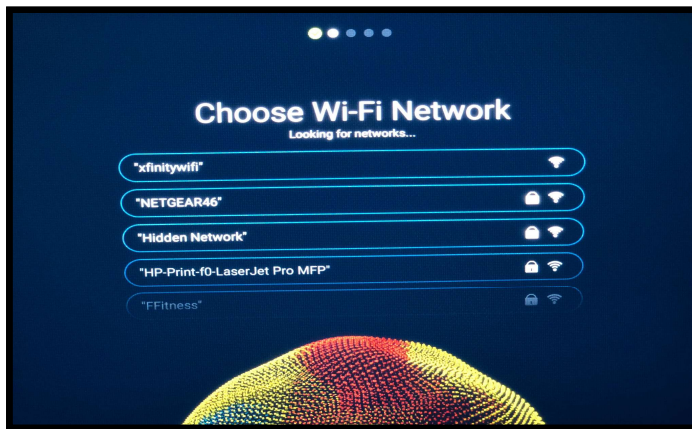 Choose Wi-Fi Network
Looking for networks...
"xfinitywifi"
"NETGEAR46"
"Hidden Network"
"HP-Print-f0-LaserJet Pro MFP"
"FFitness"